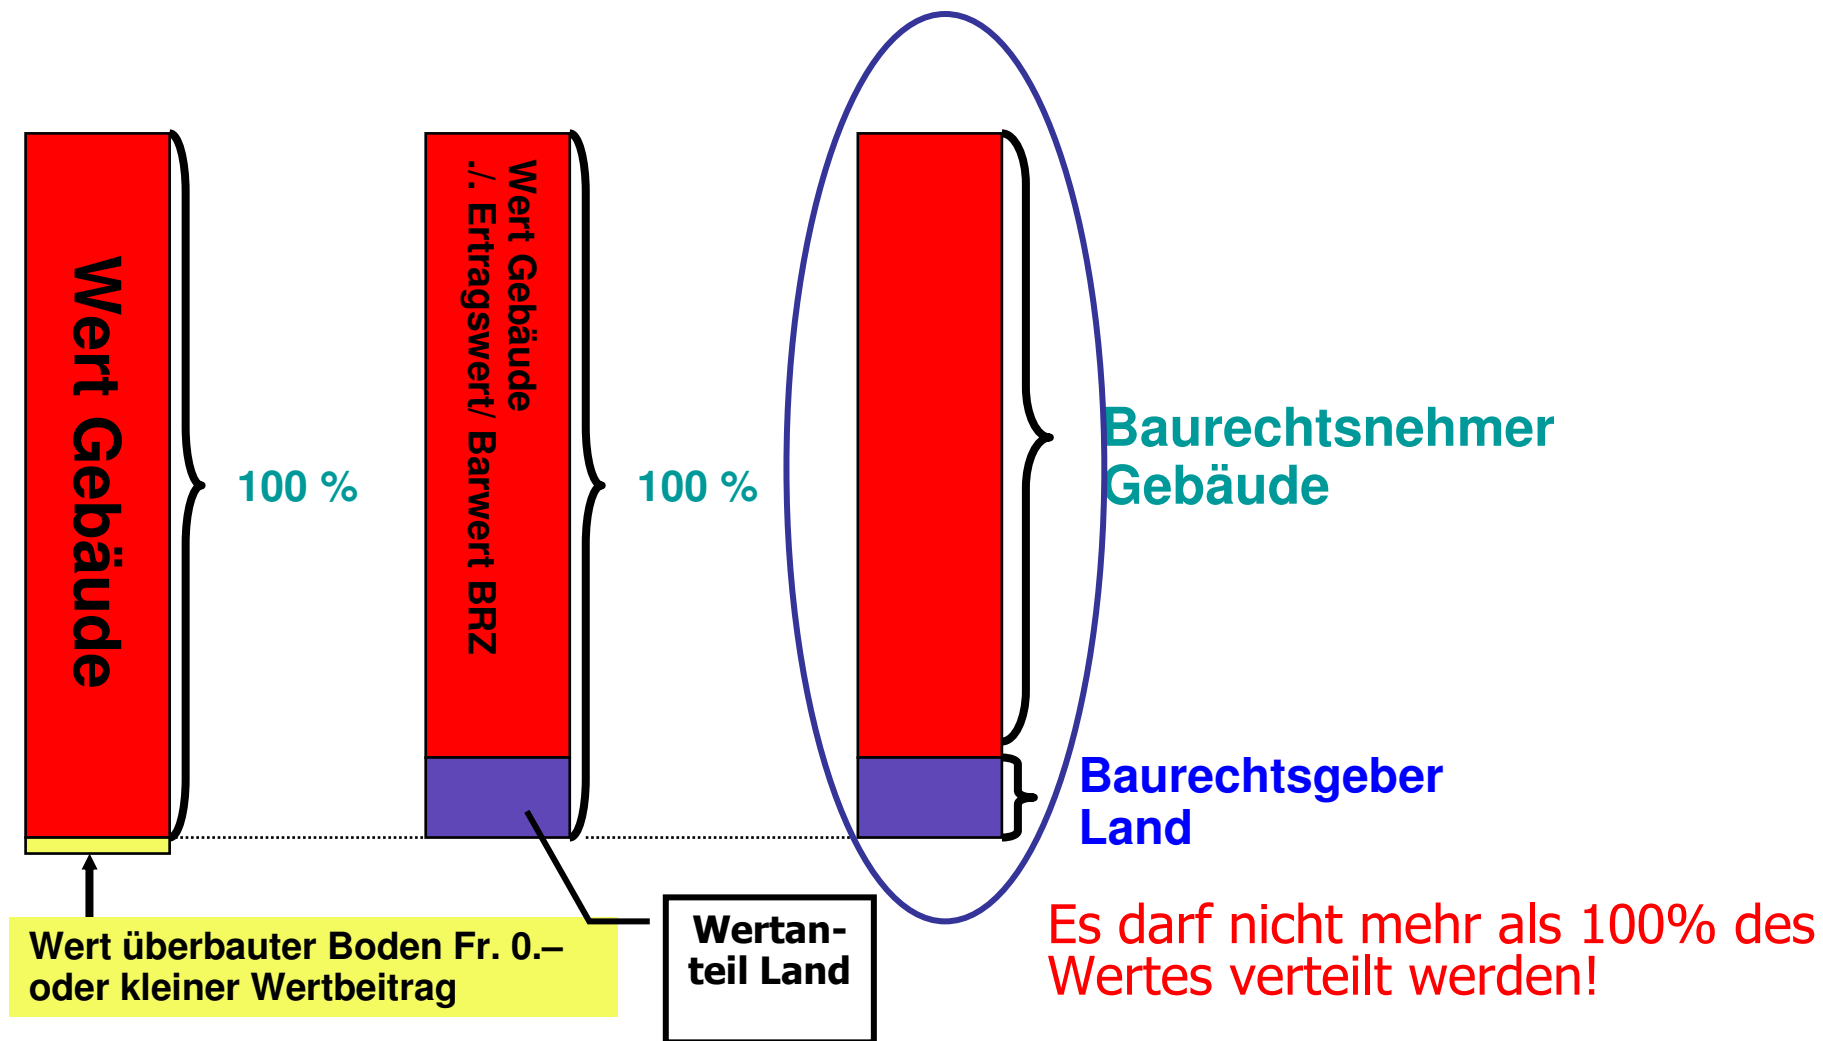 Wert Gebäude
100 %
Wert Gebäude
./. Ertragswert/ Barwert BRZ
100 %
Baurechtsnehmer
Gebäude
Baurechtsgeber
Land
Wert überbauter Boden Fr. 0.–
oder kleiner Wertbeitrag
Wertan-
teil Land
Es darf nicht mehr als 100% des
Wertes verteilt werden!